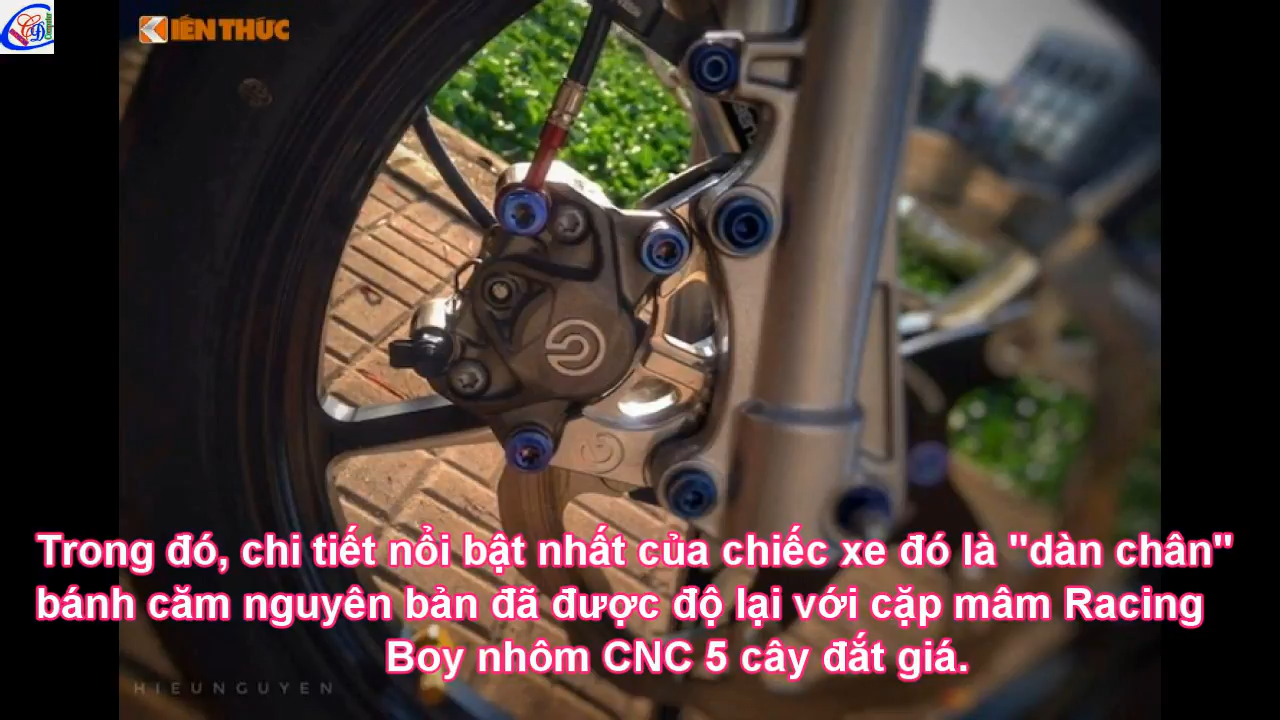 KIẾN THỨC
Trong đó, chi tiết nổi bật nhất của chiếc xe đó là "dàn chân"
bánh căm nguyên bản đã được độ lại với cặp mâm Racing
Boy nhôm CNC 5 cây đắt giá.
HIEUNGUYEN